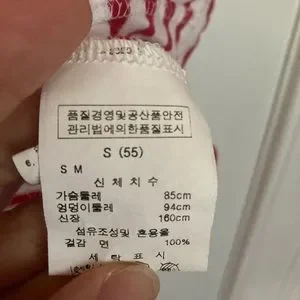 품질경영및공산품안전
관리법에의한품질표시
S (55)
S M
신 체 치 수
가슴둘레 85cm
엉덩이둘레 94cm
신장 160cm
섬유조성및 혼용율
겉감 면 100%
세 탁 표 시